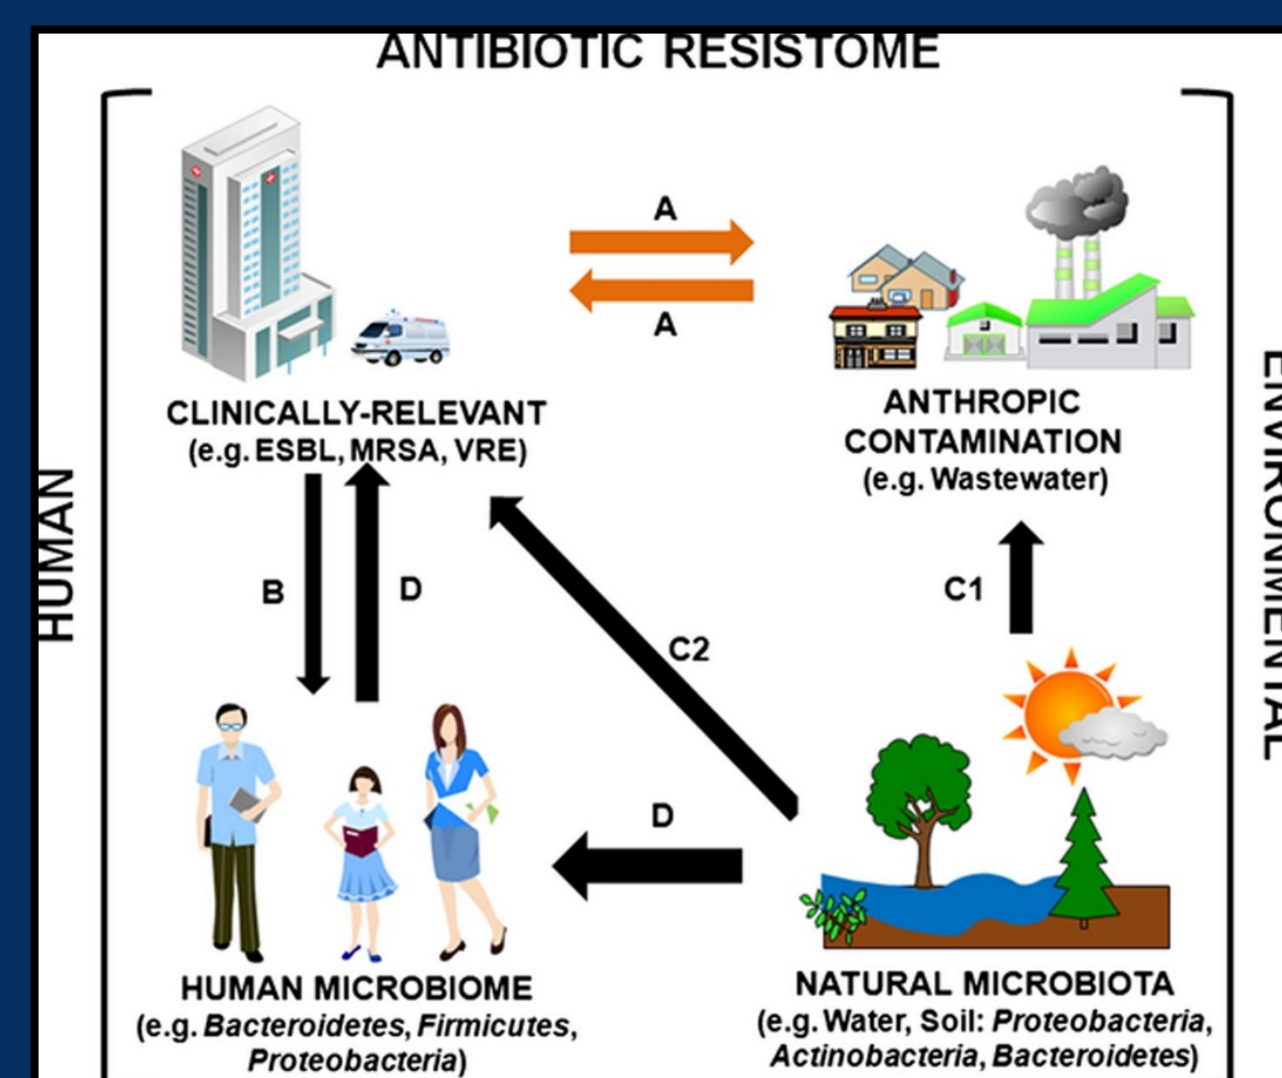 ANTIBIOTIC RESISTOME
A
A
CLINICALLY-RELEVANT
(e.g. ESBL, MRSA, VRE)
ANTHROPIC
CONTAMINATION
(e.g. Wastewater)
HUMAN
ENVIRONMENTAL
B
D
C2
C1
D
HUMAN MICROBIOME
(e.g. Bacteroidetes, Firmicutes,
Proteobacteria)
NATURAL MICROBIOTA
(e.g. Water, Soil: Proteobacteria,
Actinobacteria, Bacteroidetes)